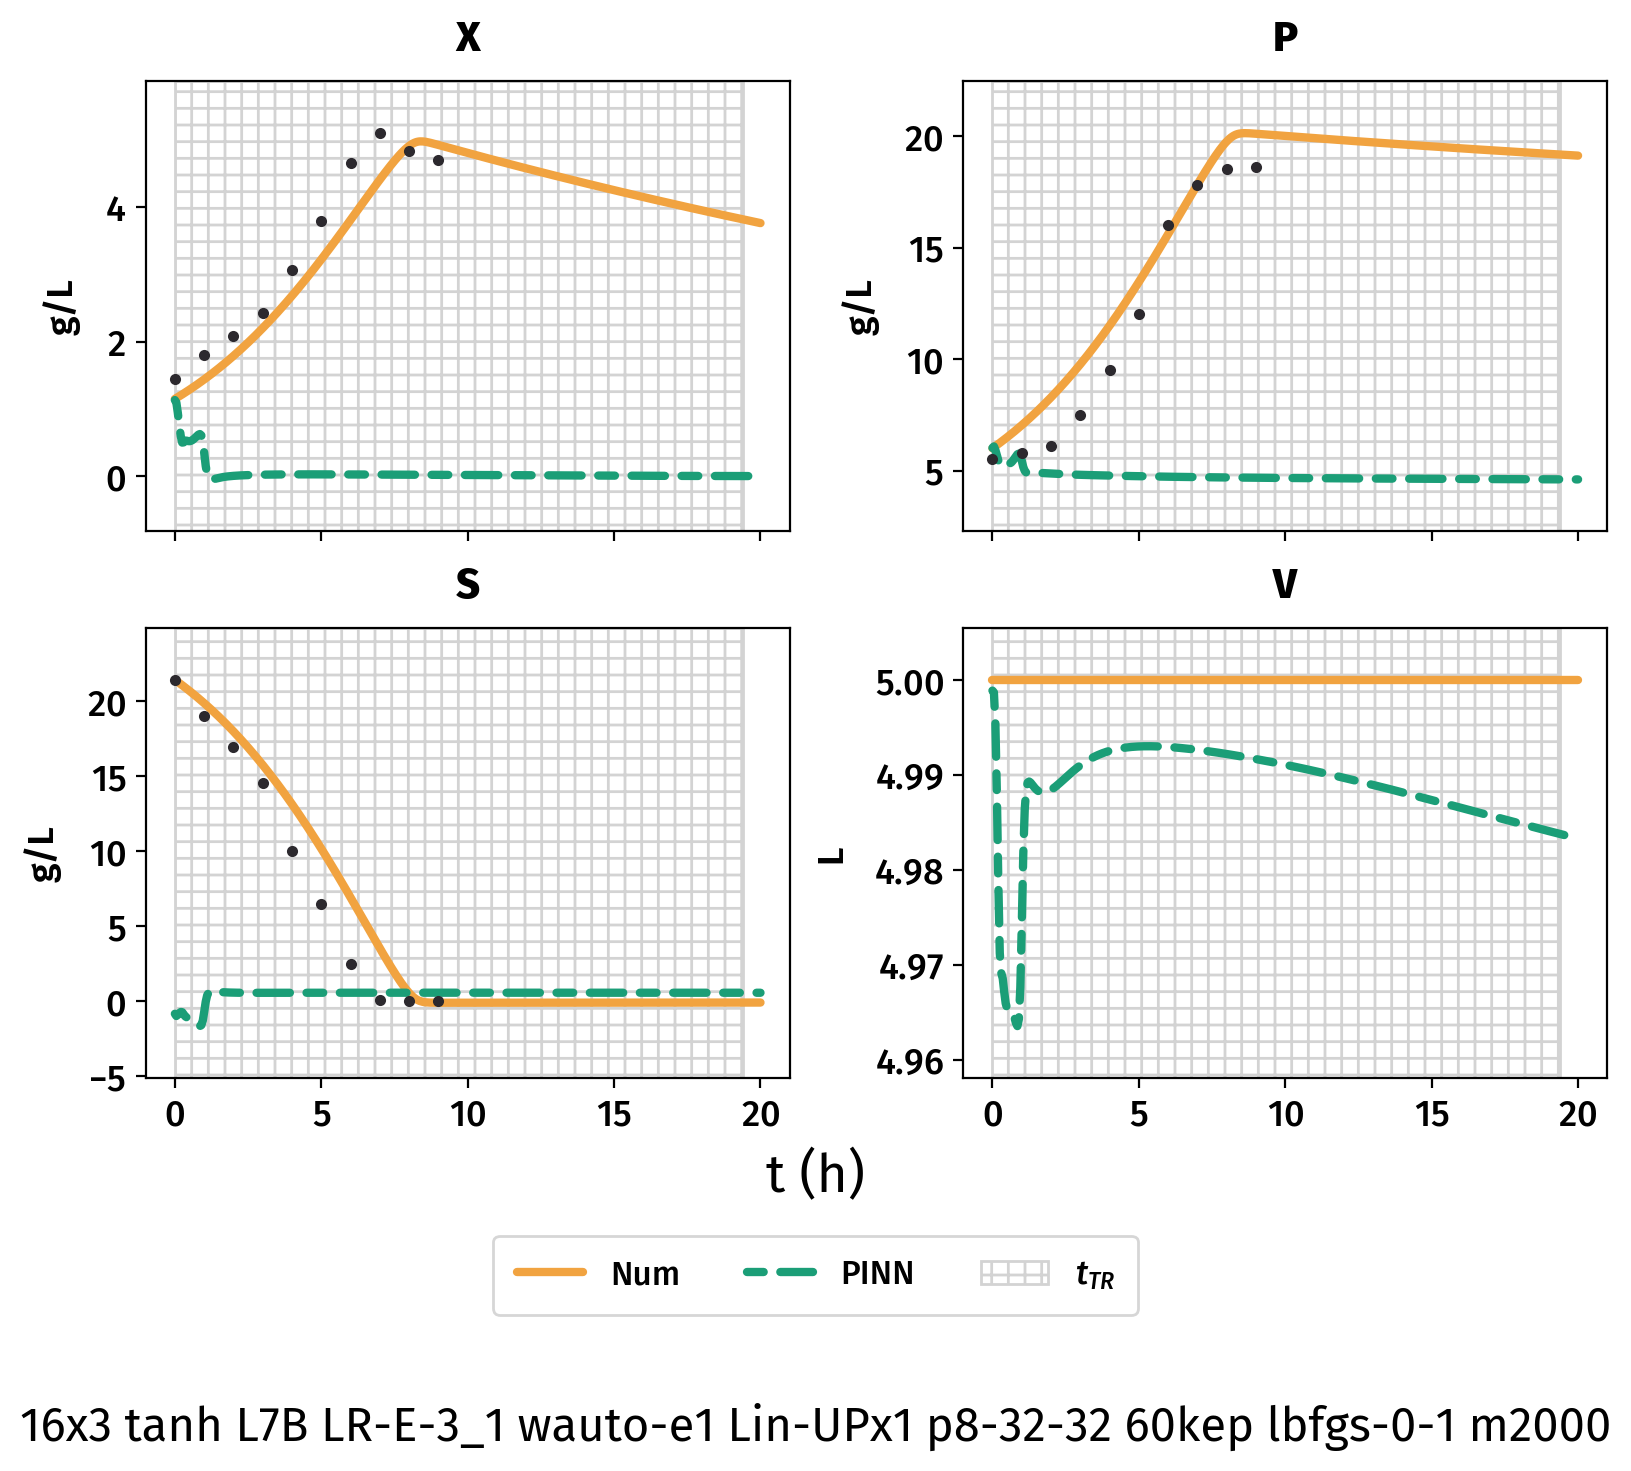 X
P
g/L
4
2
0
g/L
20
15
10
5
S
V
g/L
20
15
10
5
0
−5
0 5 10 15 20
L
5.00
4.99
4.98
4.97
4.96
0 5 10 15 20
t (h)
Num PINN t_TR
16x3 tanh L7B LR-E-3_1 wauto-e1 Lin-UPx1 p8-32-32 60kep lbfgs-0-1 m2000